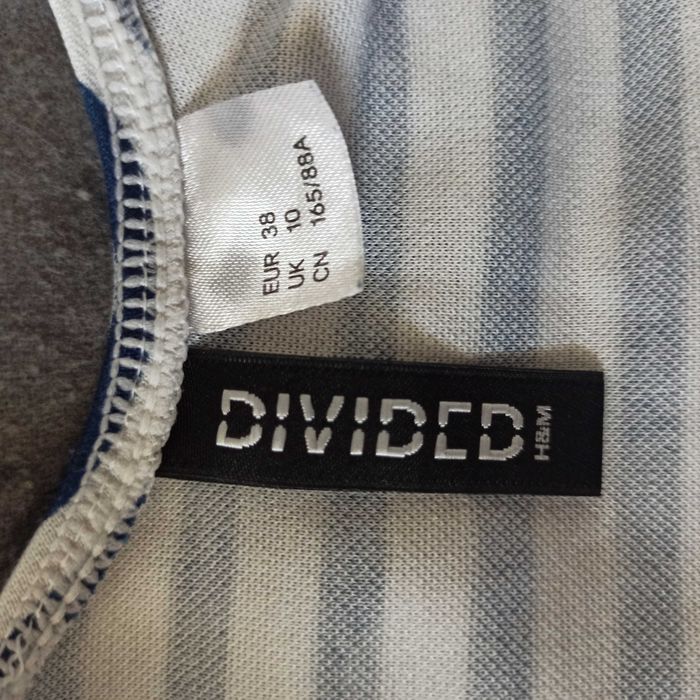 EUR 38
UK 10
CN 165/88A
DIVIDED
H&M